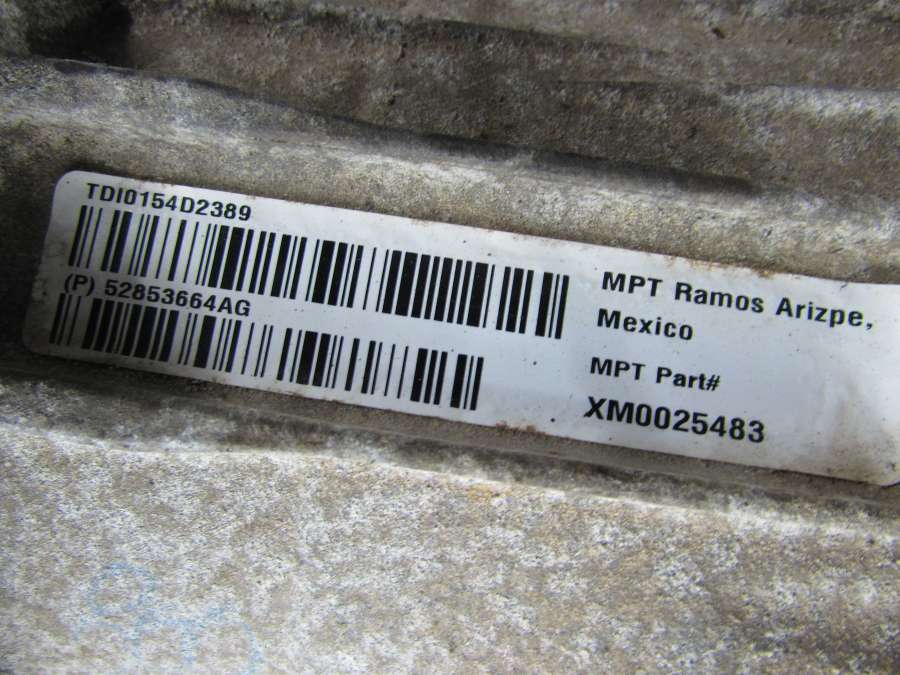 TDI0154D2389
(P) 52853664AG
MPT Ramos Arizpe,
Mexico
MPT Part#
XM0025483